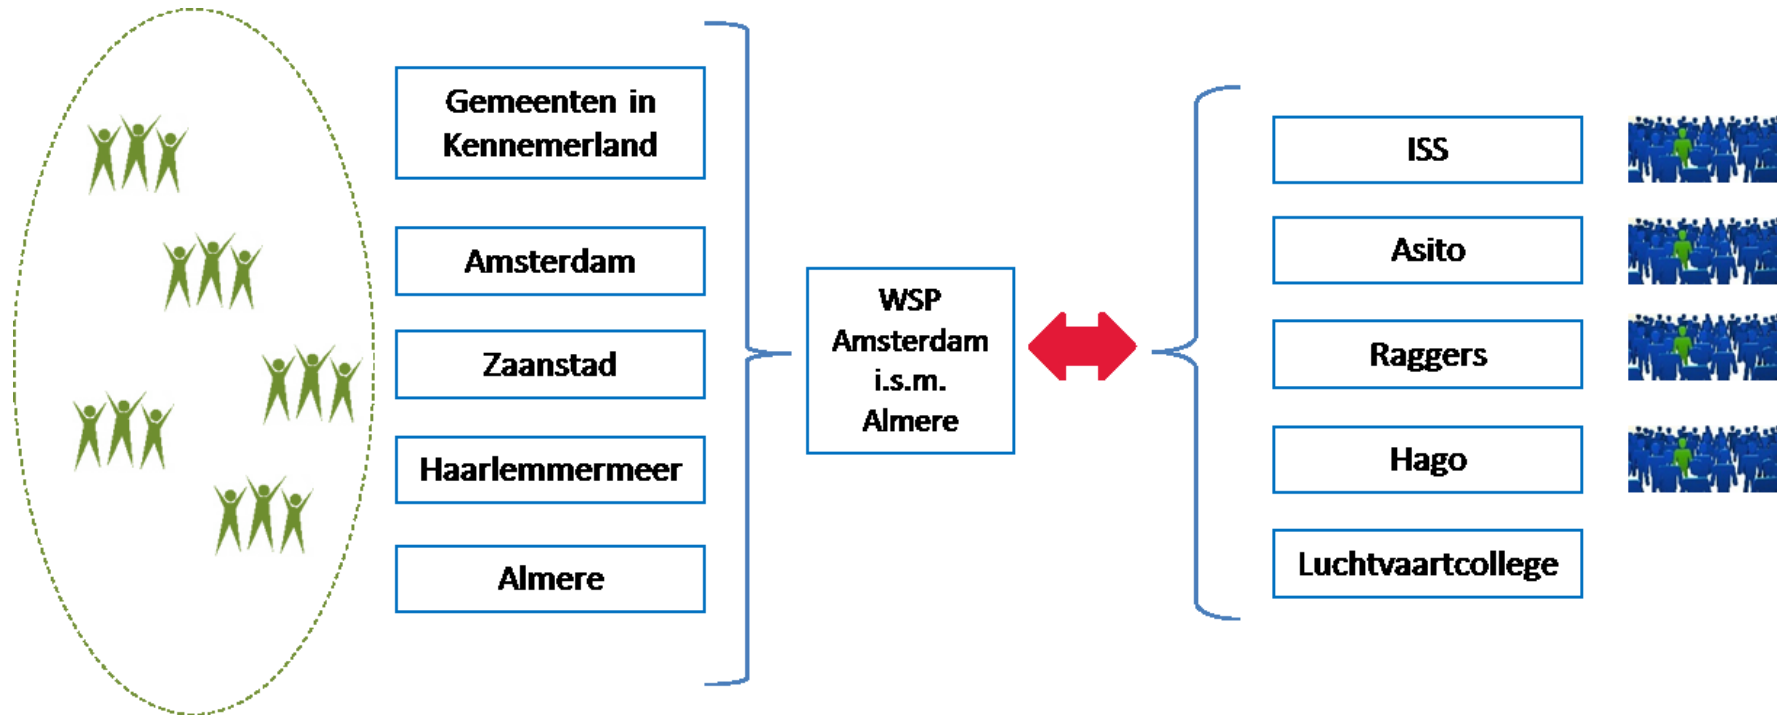 Gemeenten in
Kennemerland
Amsterdam
Zaanstad
Haarlemmermeer
Almere
WSP
Amsterdam
i.s.m.
Almere
ISS
Asito
Raggers
Hago
Luchtvaartcollege